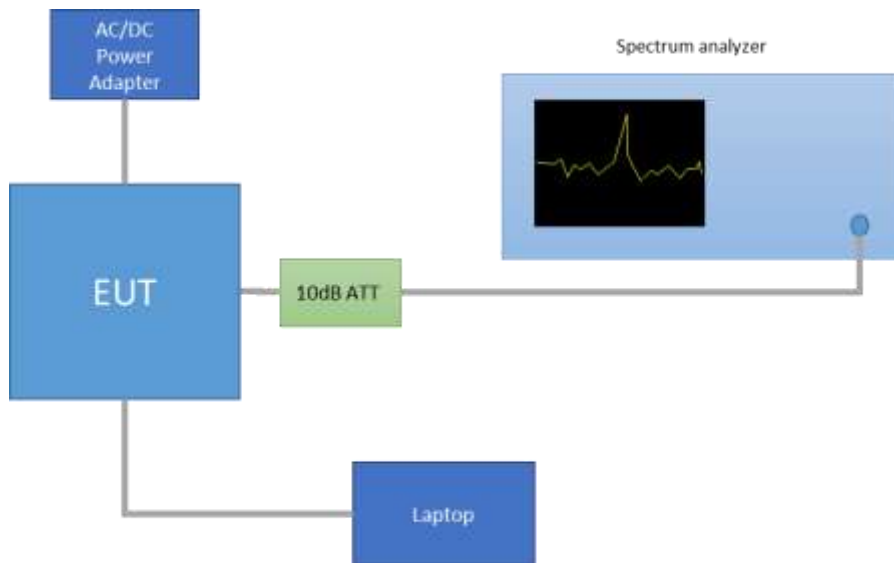 AC/DC
Power
Adapter
Spectrum analyzer
EUT
10dB ATT
Laptop